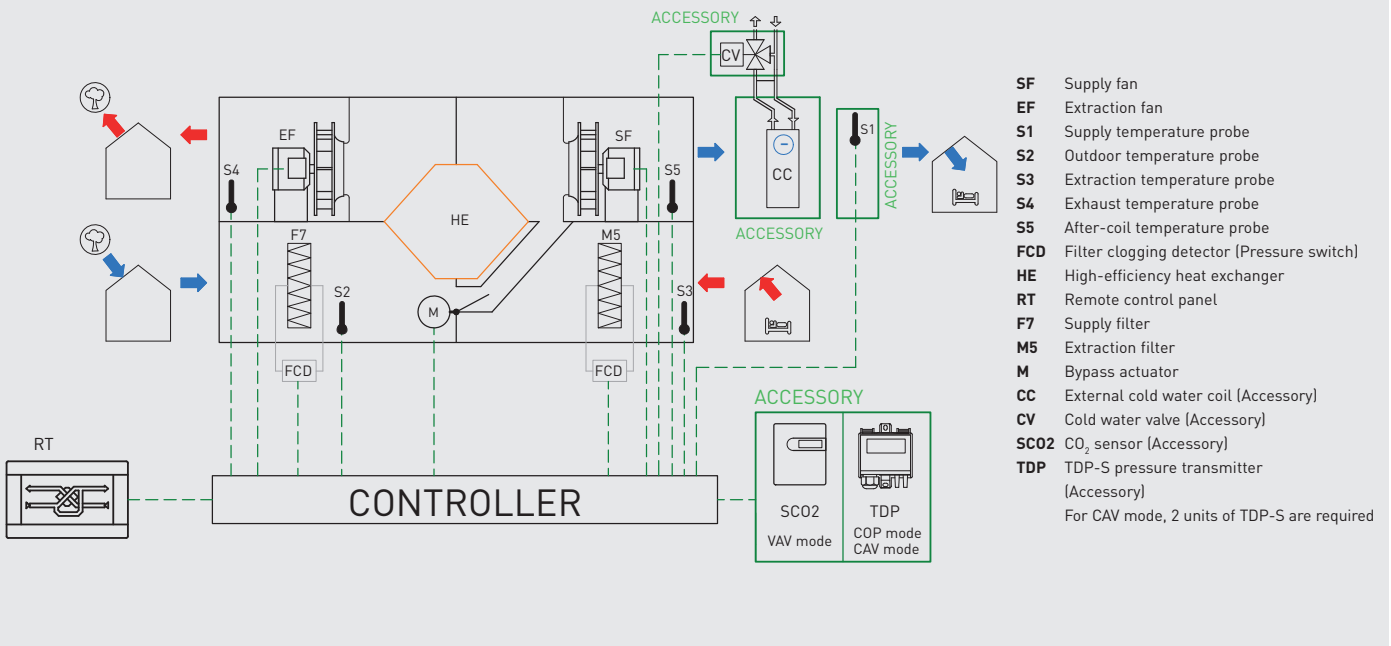 ACCESSORY
CV
EF
SF
S4
S5
S1
ACCESSORY
CC
HE
ACCESSORY
F7
M5
S2
S3
M
FCD
FCD
ACCESSORY
RT
CONTROLLER
SCO2
TDP
VAV mode
COP mode
CAV mode
SF Supply fan
EF Extraction fan
S1 Supply temperature probe
S2 Outdoor temperature probe
S3 Extraction temperature probe
S4 Exhaust temperature probe
S5 After-coil temperature probe
FCD Filter clogging detector (Pressure switch)
HE High-efficiency heat exchanger
RT Remote control panel
F7 Supply filter
M5 Extraction filter
M Bypass actuator
CC External cold water coil (Accessory)
CV Cold water valve (Accessory)
SCO2 CO₂ sensor (Accessory)
TDP TDP-S pressure transmitter
(Accessory)
For CAV mode, 2 units of TDP-S are required